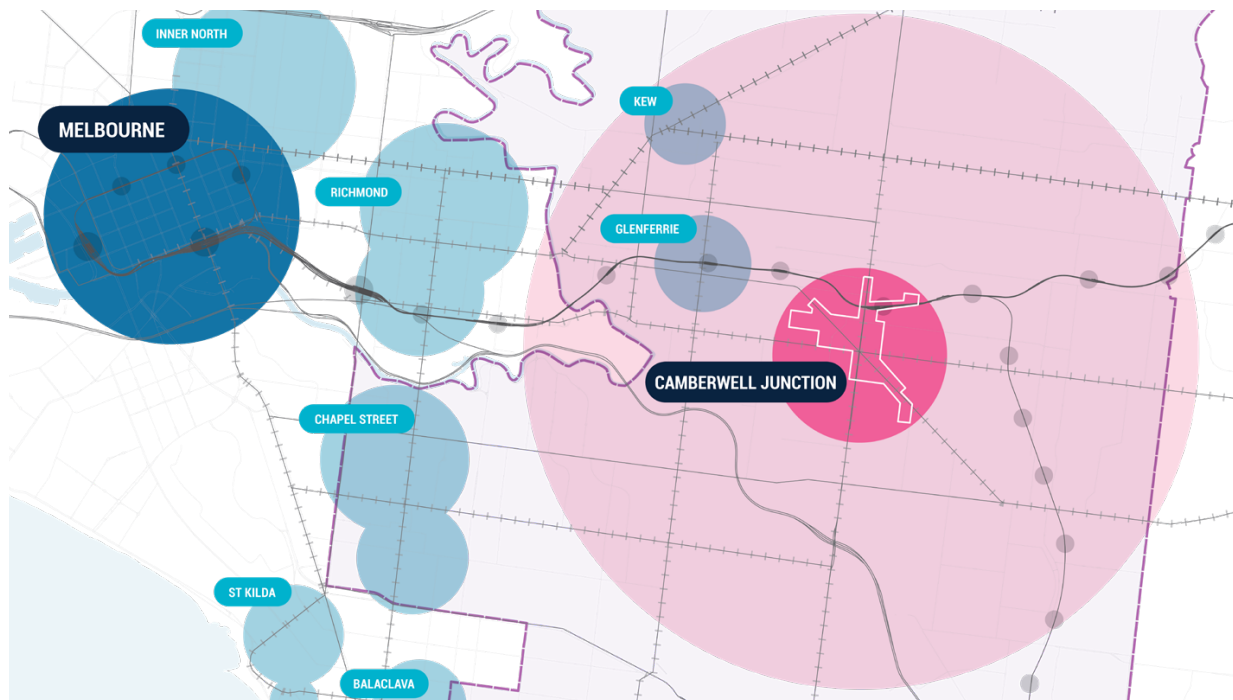 INNER NORTH
MELBOURNE
KEW
RICHMOND
GLENFERRIE
CAMBERWELL JUNCTION
CHAPEL STREET
ST KILDA
BALACLAVA